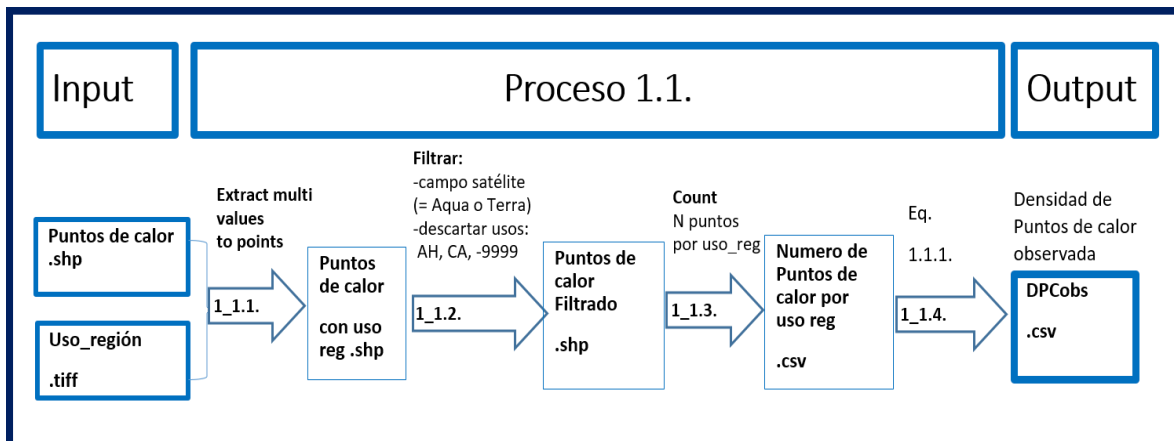 Input
Proceso 1.1.
Output
Puntos de calor
.shp
Uso_región
.tiff
Extract multi
values
to points
1_1.1.
Puntos
de calor
con uso
reg .shp
Filtrar:
-campo satélite
(= Aqua o Terra)
-descartar usos:
AH, CA, -9999
1_1.2.
Puntos de
calor
Filtrado
.shp
Count
N puntos
por uso_reg
1_1.3.
Numero de
Puntos de
calor por
uso reg
.csv
Eq.
1.1.1.
1_1.4.
Densidad de
Puntos de calor
observada
DPCobs
.csv